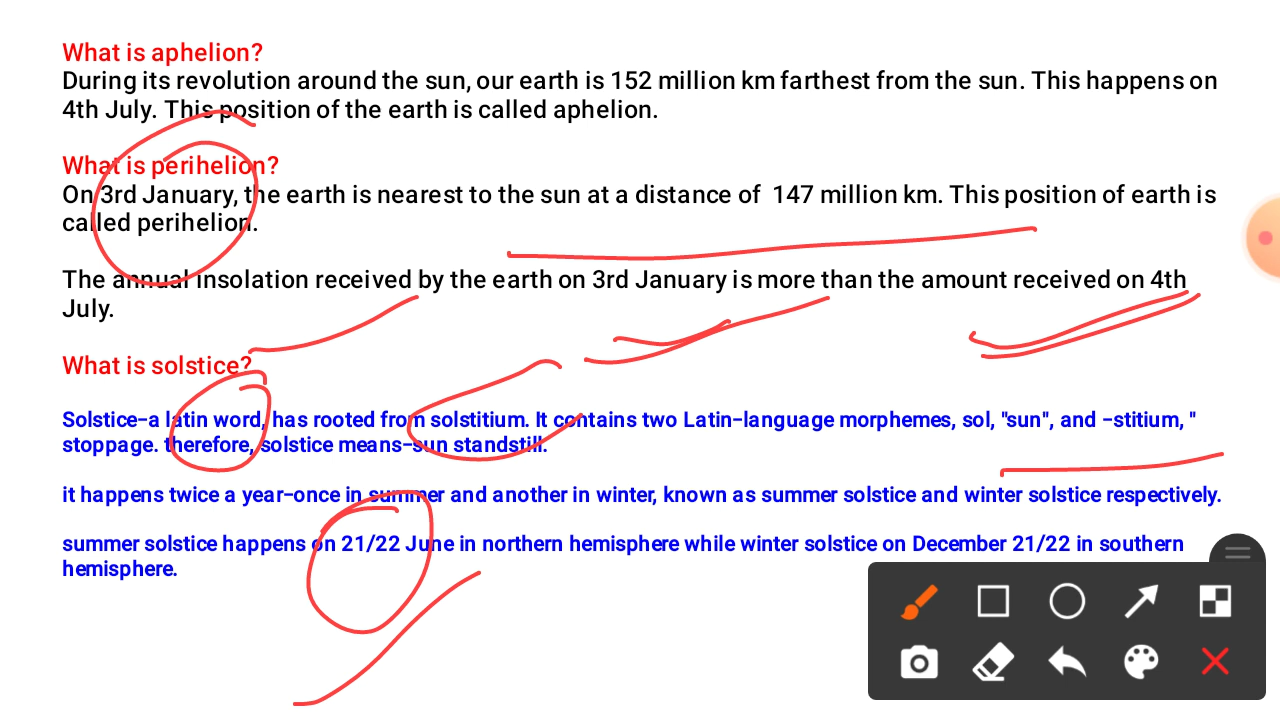 What is aphelion?
During its revolution around the sun, our earth is 152 million km farthest from the sun. This happens on
4th July. This position of the earth is called aphelion.
What is perihelion?
On 3rd January, the earth is nearest to the sun at a distance of 147 million km. This position of earth is
called perihelion.
The annual insolation received by the earth on 3rd January is more than the amount received on 4th
July.
What is solstice?
Solstice-a latin word, has rooted from solstitium. It contains two Latin-language morphemes, sol, "sun", and -stitium, "
stoppage. therefore, solstice means-sun standstill.
it happens twice a year-once in summer and another in winter, known as summer solstice and winter solstice respectively.
summer solstice happens on 21/22 June in northern hemisphere while winter solstice on December 21/22 in southern
hemisphere.